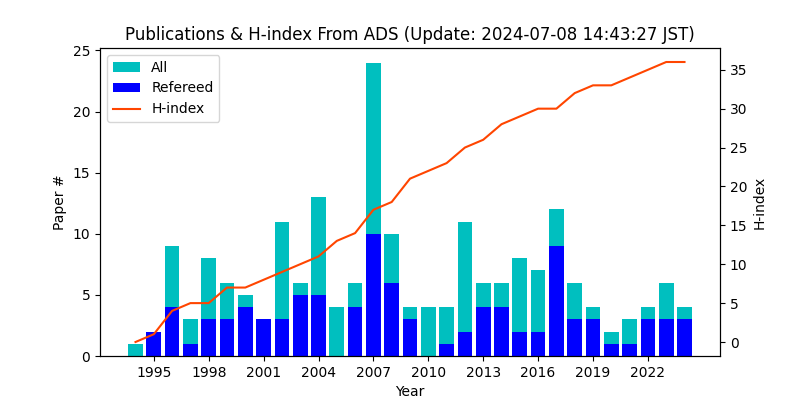 Publications & H-index From ADS (Update: 2024-07-08 14:43:27 JST)
All
Refereed
H-index
25
20
15
10
5
0
Paper #
35
30
25
20
15
10
5
0
H-index
1995 1998 2001 2004 2007 2010 2013 2016 2019 2022
Year